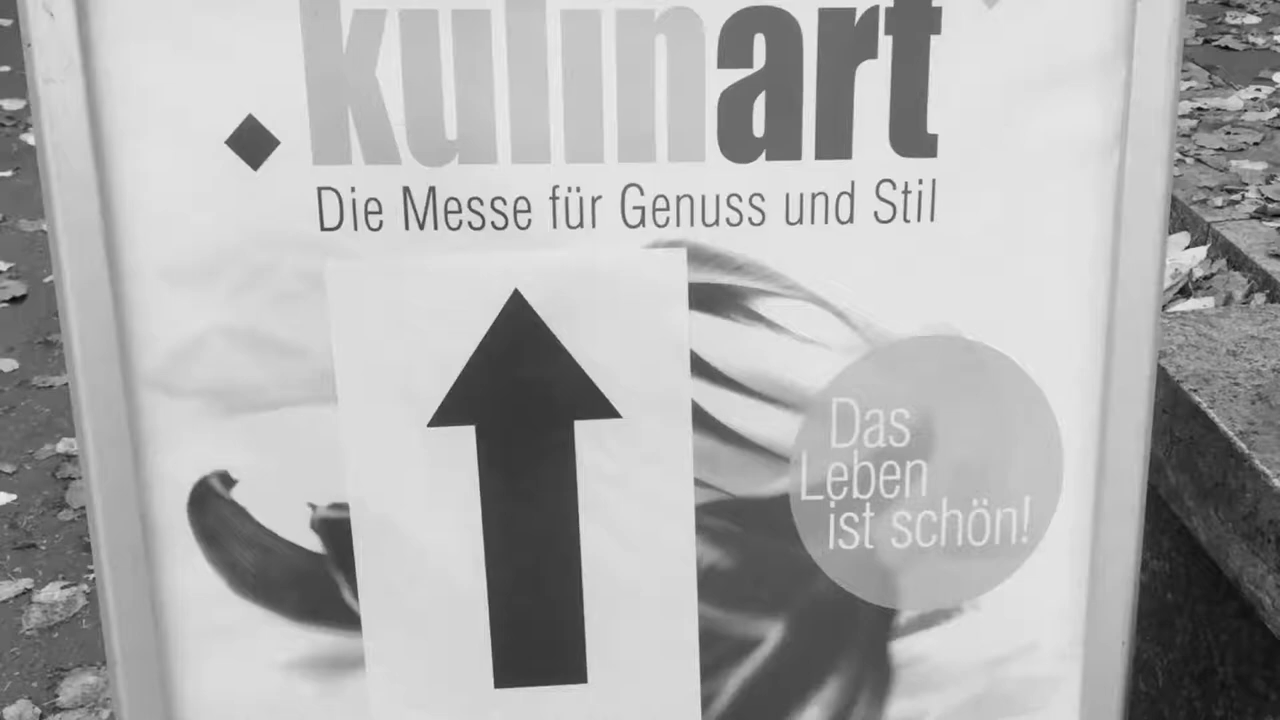 kulinart
Die Messe für Genuss und Stil
Das
Leben
ist schön!